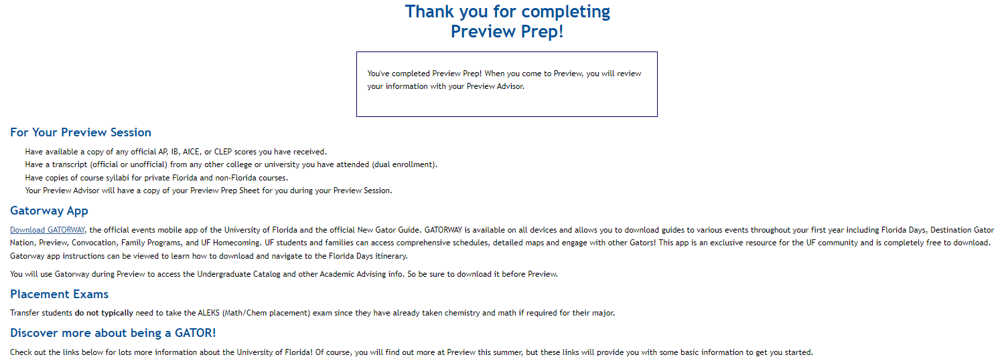 Thank you for completing
Preview Prep!
You've completed Preview Prep! When you come to Preview, you will review
your information with your Preview Advisor.
For Your Preview Session
Have available a copy of any official AP, IB, AICE, or CLEP scores you have received.
Have a transcript (official or unofficial) from any other college or university you have attended (dual enrollment).
Have copies of course syllabi for private Florida and non-Florida courses.
Your Preview Advisor will have a copy of your Preview Prep Sheet for you during your Preview Session.
Gatorway App
Download GATORWAY, the official events mobile app of the University of Florida and the official New Gator Guide. GATORWAY is available on all devices and allows you to download guides to various events throughout your first year including Florida Days, Destination Gator
Nation, Preview, Convocation, Family Programs, and UF Homecoming. UF students and families can access comprehensive schedules, detailed maps and engage with other Gators! This app is an exclusive resource for the UF community and is completely free to download.
Gatorway app instructions can be viewed to learn how to download and navigate to the Florida Days itinerary.
You will use Gatorway during Preview to access the Undergraduate Catalog and other Academic Advising info. So be sure to download it before Preview.
Placement Exams
Transfer students do not typically need to take the ALEKS (Math/Chem placement) exam since they have already taken chemistry and math if required for their major.
Discover more about being a GATOR!
Check out the links below for lots more information about the University of Florida! Of course, you will find out more at Preview this summer, but these links will provide you with some basic information to get you started.